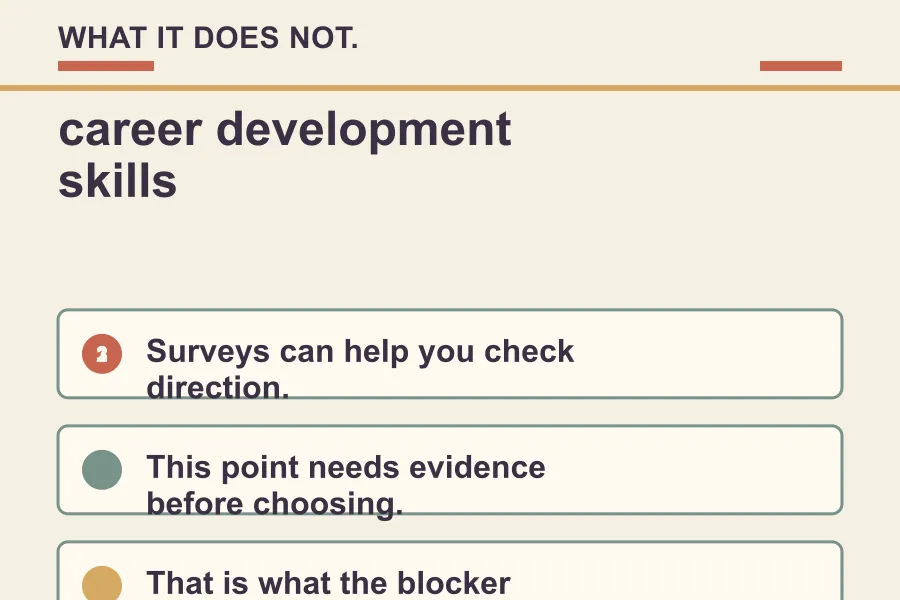 WHAT IT DOES NOT.
career development
skills
Surveys can help you check
direction.
This point needs evidence
before choosing.
That is what the blocker